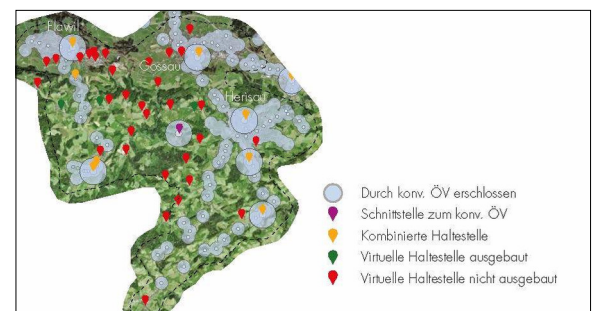 Flawil
Gossau
Herisau
Durch konv. ÖV erschlossen
Schnittstelle zum konv. ÖV
Kombinierte Haltestelle
Virtuelle Haltestelle ausgebaut
Virtuelle Haltestelle nicht ausgebaut